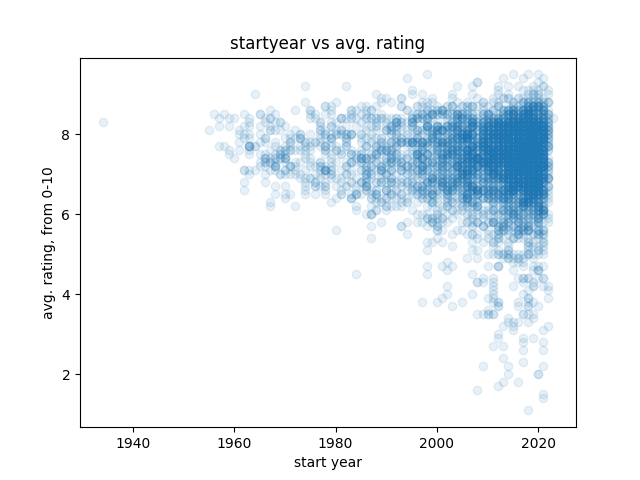 startyear vs avg. rating
avg. rating, from 0-10
8
6
4
2
1940 1960 1980 2000 2020
start year